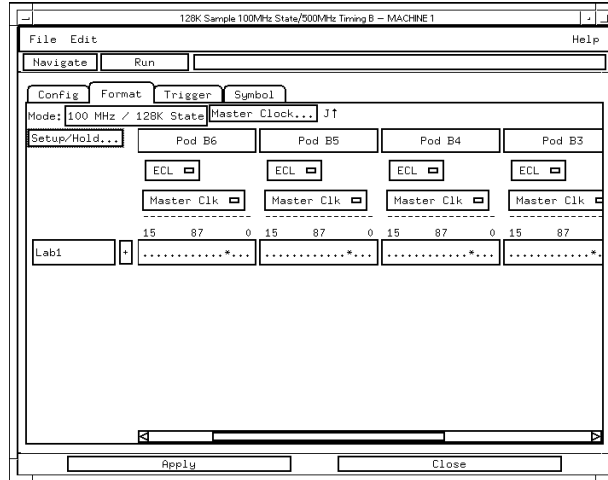 128K Sample 100MHz State/500MHz Timing B – MACHINE 1
File Edit Help
Navigate Run
Config Format Trigger Symbol
Mode: 100 MHz / 128K State Master Clock... J↑
Setup/Hold... Pod B6 Pod B5 Pod B4 Pod B3
ECL ECL ECL ECL
Master Clk Master Clk Master Clk Master Clk
15 87 0 15 87 0 15 87 0 15 87
Lab1 + ...........*... ...........*... ...........*... ...........*.
Apply Close